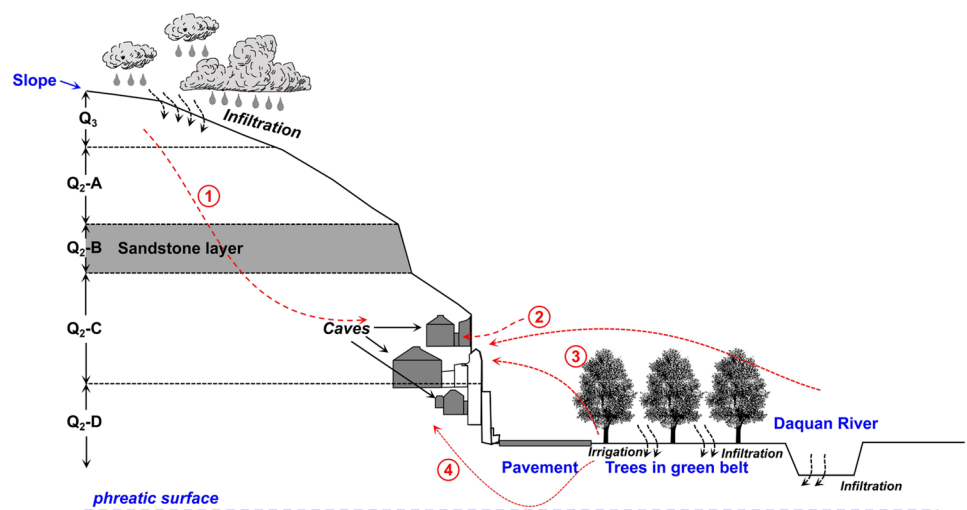 Slope
Q3
Infiltration
Q2-A
1
Q2-B
Sandstone layer
Q2-C
Caves
2
3
Q2-D
Daquan River
Irrigation
Infiltration
Pavement
Trees in green belt
4
Infiltration
phreatic surface